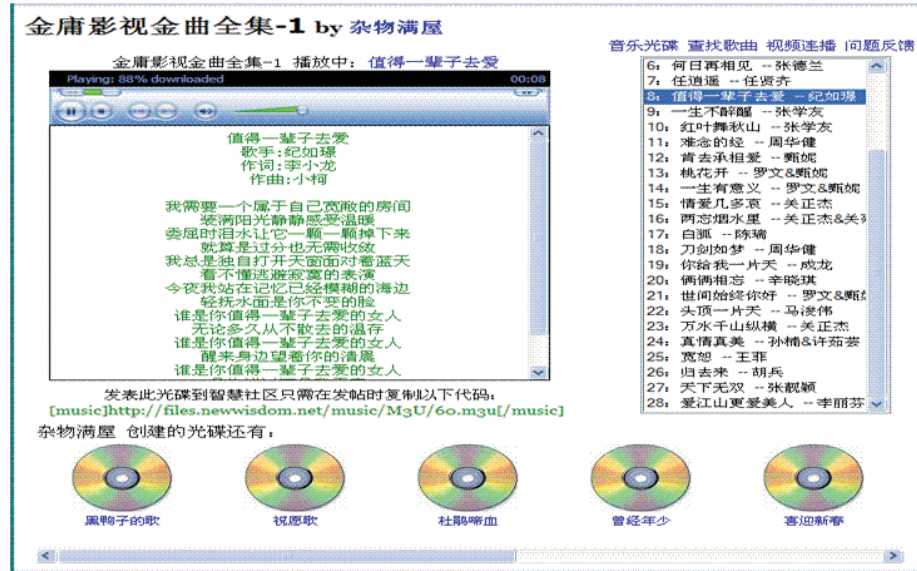 金庸影视金曲全集-1 by 杂物满屋
音乐光碟 查找歌曲 视频连播 问题反馈
金庸影视金曲全集-1 播放中: 值得一辈子去爱
Playing: 88% downloaded 00:08
值得一辈子去爱
歌手:纪如璟
作词:李小龙
作曲:小柯
我需要一个属于自己宽敞的房间
装满阳光静静感受温暖
委屈时泪水让它一颗一颗掉下来
就算是过分也无需收敛
我总是独自打开天窗面对着蓝天
看不懂逃避寂寞的表演
今夜我站在记忆已经模糊的海边
轻抚水面是你不变的脸
谁是你值得一辈子去爱的女人
无论多久从不散去的温存
谁是你值得一辈子去爱的女人
醒来身边望着你的清晨
谁是你值得一辈子去爱的女人
6: 何日再相见 -- 张德兰
7: 任逍遥 -- 任贤齐
8: 值得一辈子去爱 -- 纪如璟
9: 一生不醉醒 -- 张学友
10: 红叶舞秋山 -- 张学友
11: 难念的经 -- 周华健
12: 肯去承担爱 -- 甄妮
13: 桃花开 -- 罗文&甄妮
14: 一生有意义 -- 罗文&甄妮
15: 情爱几多哀 -- 关正杰
16: 两忘烟水里 -- 关正杰&关
17: 白狐 -- 陈瑞
18: 刀剑如梦 -- 周华健
19: 你给我一片天 -- 成龙
20: 俩俩相忘 -- 辛晓琪
21: 世间始终你好 -- 罗文&甄
22: 头顶一片天 -- 马浚伟
23: 万水千山纵横 -- 关正杰
24: 真情真美 -- 孙楠&许茹芸
25: 宽恕 -- 王菲
26: 归去来 -- 胡兵
27: 天下无双 -- 张靓颖
28: 爱江山更爱美人 -- 李丽芬
发表此光碟到智慧社区只需在发帖时复制以下代码:
[music]http://files.newwisdom.net/music/M3U/60.m3u[/music]
杂物满屋 创建的光碟还有:
黑鸭子的歌
祝愿歌
杜鹃啼血
曾经年少
喜迎新春